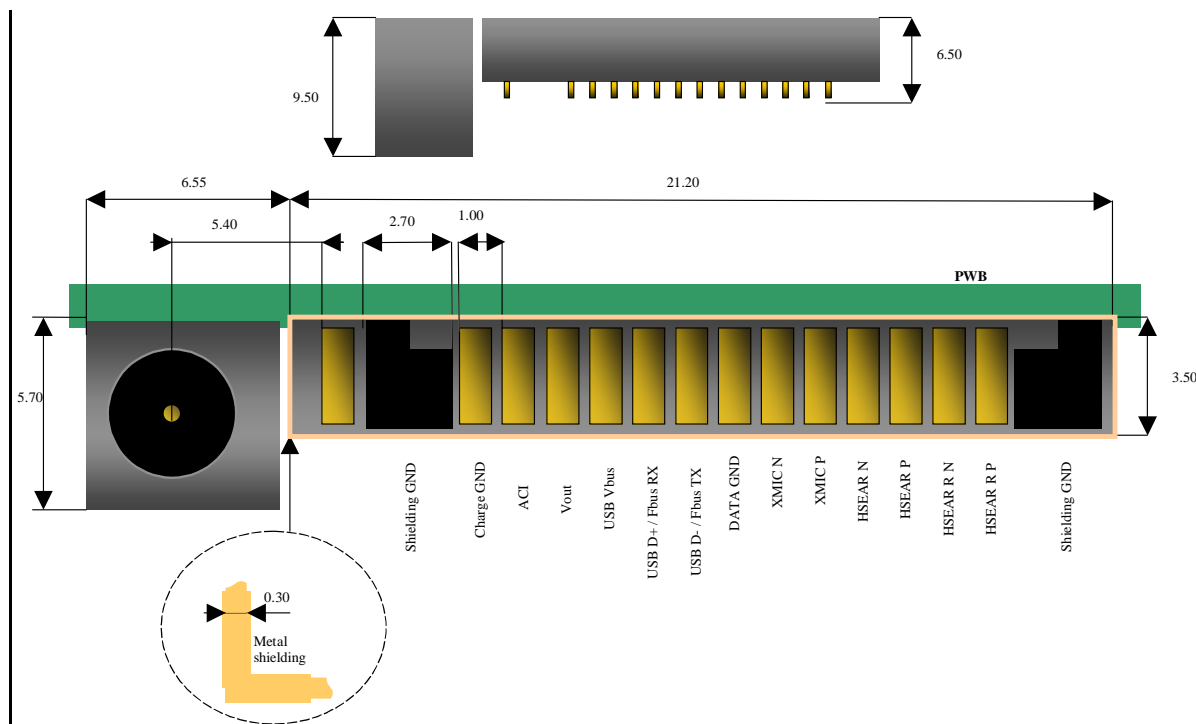 6.50
9.50
6.55
21.20
5.40
2.70
1.00
PWB
5.70
3.50
Shielding GND
Charge GND
ACI
Vout
USB Vbus
USB D+ / Fbus RX
USB D- / Fbus TX
DATA GND
XMIC N
XMIC P
HSEAR N
HSEAR P
HSEAR R N
HSEAR R P
Shielding GND
0.30
Metal
shielding